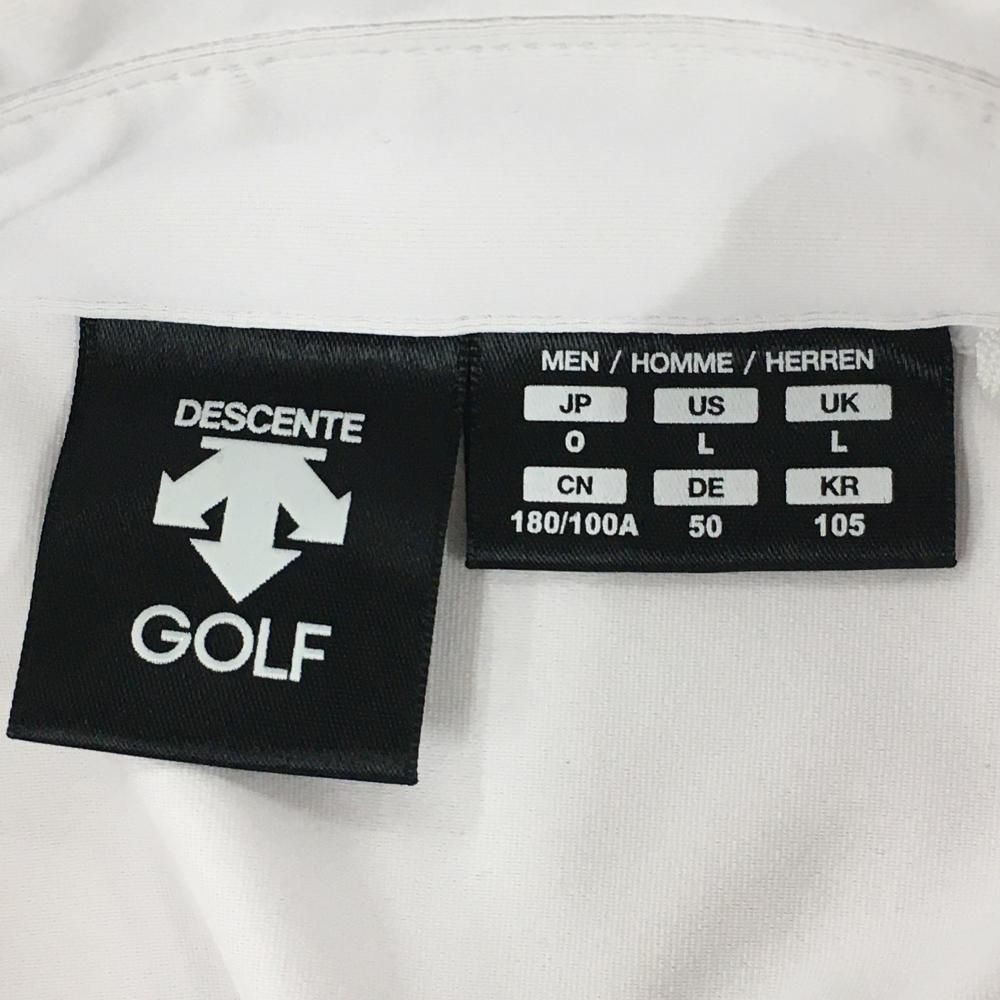 DESCENTE
GOLF
MEN / HOMME / HERREN
JP US UK
O L L
CN DE KR
180/100A 50 105